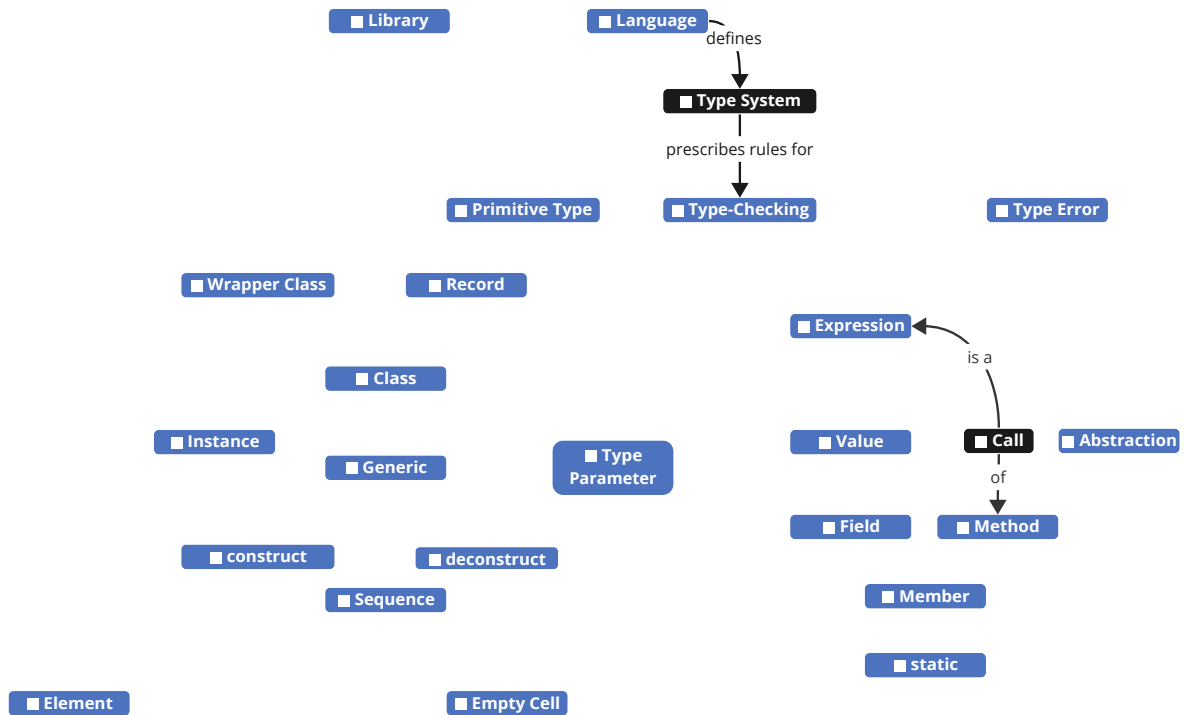 Library
Language
defines
Type System
prescribes rules for
Primitive Type
Type-Checking
Type Error
Wrapper Class
Record
Expression
is a
Class
Instance
Value
Call
Abstraction
Generic
Type
Parameter
of
Field
Method
construct
deconstruct
Sequence
Member
static
Element
Empty Cell